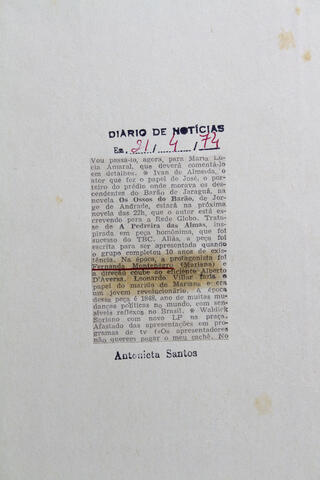 DIARIO DE NOTÍCIAS
Em, 21 / 4 / 74
Vou passá-lo, agora, para Maria Lú-
cia Amaral, que deverá comentá-lo
em detalhes. * Ivan de Almeida, o
ator que fez o papel de José, o por-
teiro do prédio onde morava os des-
cendentes do Barão de Jaraguá, na
novela Os Ossos do Barão, de Jor-
ge de Andrade, estará na próxima
novela das 22h, que o autor está es-
crevendo para a Rede Globo. Trata-
se de A Pedreira das Almas, ins-
pirada em peça homônima, que foi
sucesso do TBC. Aliás, a peça foi
escrita para ser apresentada quando
o grupo completou 10 anos de exis-
tência. Na época, a protagonista foi
Fernanda Montenegro (Mariana) e
a direção coube ao eficiente Alberto
D'Aversa. Leonardo Villar fazia o
papel do marido de Mariana e era
um jovem revolucionário. A época
dessa peça é 1848, ano de muitas mu-
danças políticas no mundo, com sen-
síveis reflexos no Brasil. * Waldick
Soriano com novo LP na praça.
Afastado das apresentações em pro-
gramas de tv («Os apresentadores
não querem pagar o meu cachê. No
Antonieta Santos